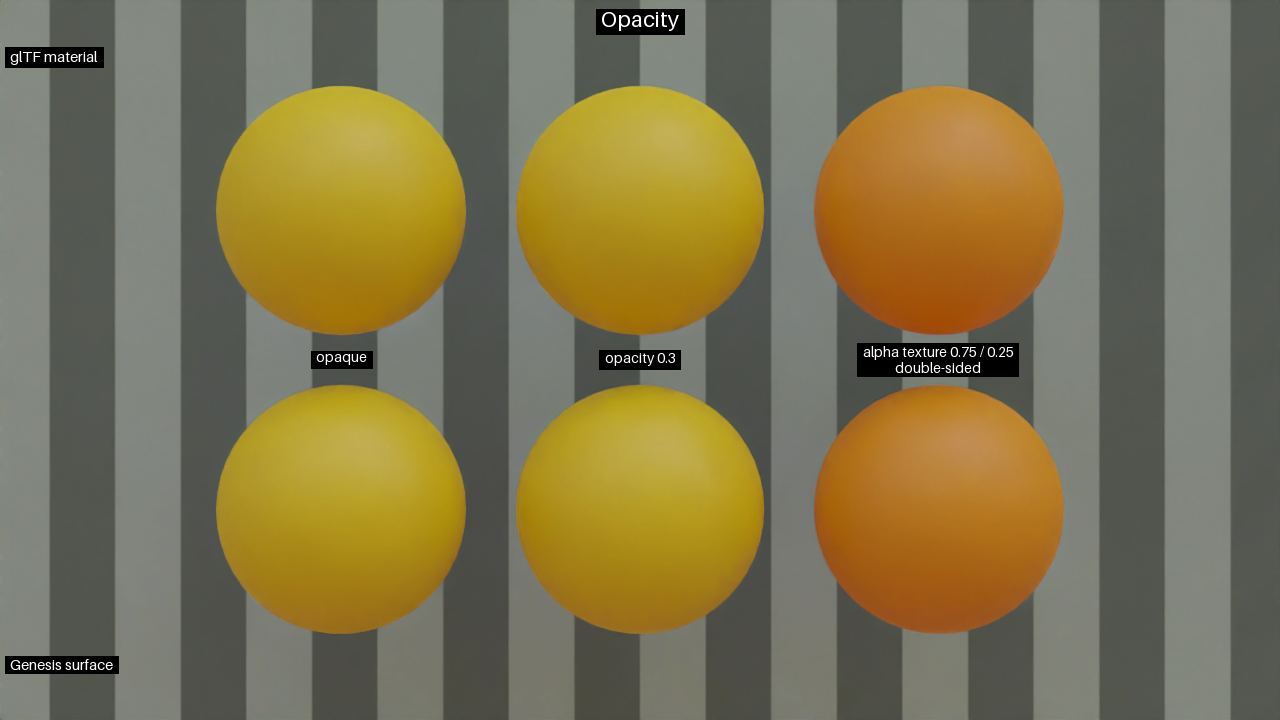 Opacity
glTF material
opaque
opacity 0.3
alpha texture 0.75 / 0.25
double-sided
Genesis surface